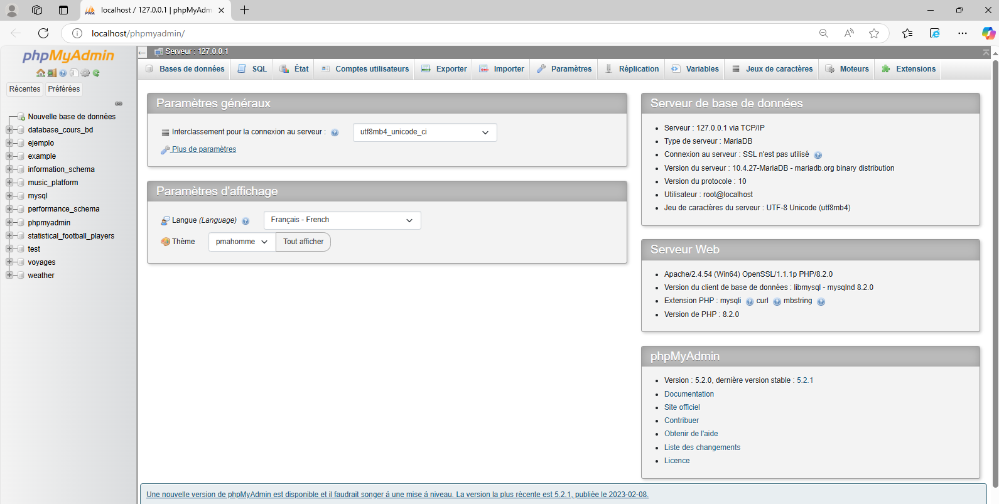 localhost / 127.0.0.1 | phpMyAdm
localhost/phpmyadmin/
phpMyAdmin
Récentes
Préférées
Nouvelle base de données
database_cours_bd
ejemplo
example
information_schema
music_platform
mysql
performance_schema
phpmyadmin
statistical_football_players
test
voyages
weather
Serveur : 127.0.0.1
Bases de données
SQL
État
Comptes utilisateurs
Exporter
Importer
Paramètres
Réplication
Variables
Jeux de caractères
Moteurs
Extensions
Paramètres généraux
Interclassement pour la connexion au serveur :
utf8mb4_unicode_ci
Plus de paramètres
Paramètres d'affichage
Langue (Language)
Français - French
Thème
pmahomme
Tout afficher
Serveur de base de données
Serveur : 127.0.0.1 via TCP/IP
Type de serveur : MariaDB
Connexion au serveur : SSL n'est pas utilisé
Version du serveur : 10.4.27-MariaDB - mariadb.org binary distribution
Version du protocole : 10
Utilisateur : root@localhost
Jeu de caractères du serveur : UTF-8 Unicode (utf8mb4)
Serveur Web
Apache/2.4.54 (Win64) OpenSSL/1.1.1p PHP/8.2.0
Version du client de base de données : libmysql - mysqlnd 8.2.0
Extension PHP : mysqli curl mbstring
Version de PHP : 8.2.0
phpMyAdmin
Version : 5.2.0, dernière version stable : 5.2.1
Documentation
Site officiel
Contribuer
Obtenir de l'aide
Liste des changements
Licence
Une nouvelle version de phpMyAdmin est disponible et il faudrait songer à une mise à niveau. La version la plus récente est 5.2.1, publiée le 2023-02-08.